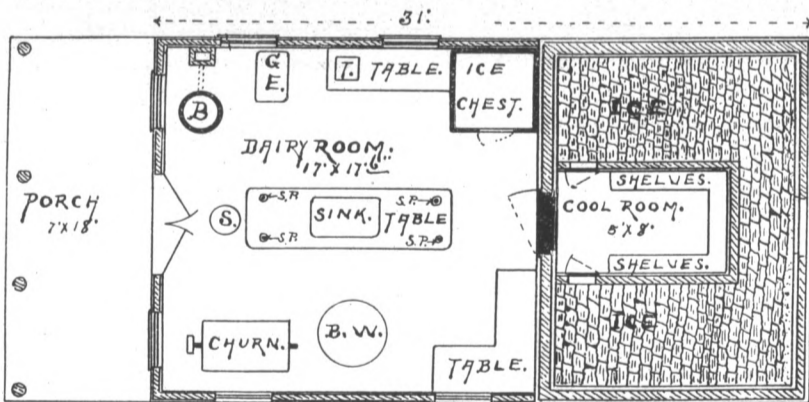 31'.
G.
E.
T. TABLE.
ICE
CHEST.
B
ICE
DAIRY ROOM.
17' X 17' 6"
PORCH
7' X 18'
S.
S.P.
S.P.
SINK.
TABLE
S.P.
S.P.
SHELVES.
COOL ROOM.
5' X 8'
SHELVES.
ICE
CHURN.
B.W.
TABLE.